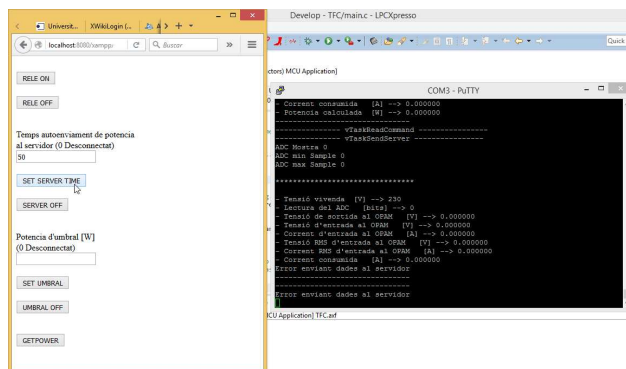 Develop - TFC/main.c - LPCXpresso
Universit...
XWikiLogin [...
localhost:8080/xampp
Buscar
Quick
ctors) MCU Application]
RELE ON
RELE OFF
Temps autoenviament de potencia
al servidor (0 Desconnectat)
50
SET SERVER TIME
SERVER OFF
Potencia d'umbral [W]
(0 Desconectat)
SET UMBRAL
UMBRAL OFF
GETPOWER
COM3 - PuTTY
- Corrent consumida [A] --> 0.000000
- Potencia calculada [W] --> 0.000000
--------------------------------
--------------- vTaskReadCommand ----------------
--------------- vTaskSendServer ----------------
ADC Mostra 0
ADC min Sample 0
ADC max Sample 0
********************************
- Tensió vivenda [V] --> 230
- Lectura del ADC [bits] --> 0
- Tensió de sortida al OPAM [V] --> 0.000000
- Tensió d'entrada al OPAM [V] --> 0.000000
- Corrent d'entrada al OPAM [A] --> 0.000000
- Tensió RMS d'entrada al OPAM [V] --> 0.000000
- Corrent RMS d'entrada al OPAM [A] --> 0.000000
- Corrent consumida [A] --> 0.000000
Error enviant dades al servidor
--------------------------------
--------------------------------
Error enviant dades al servidor
MCU Application] TFC.axf